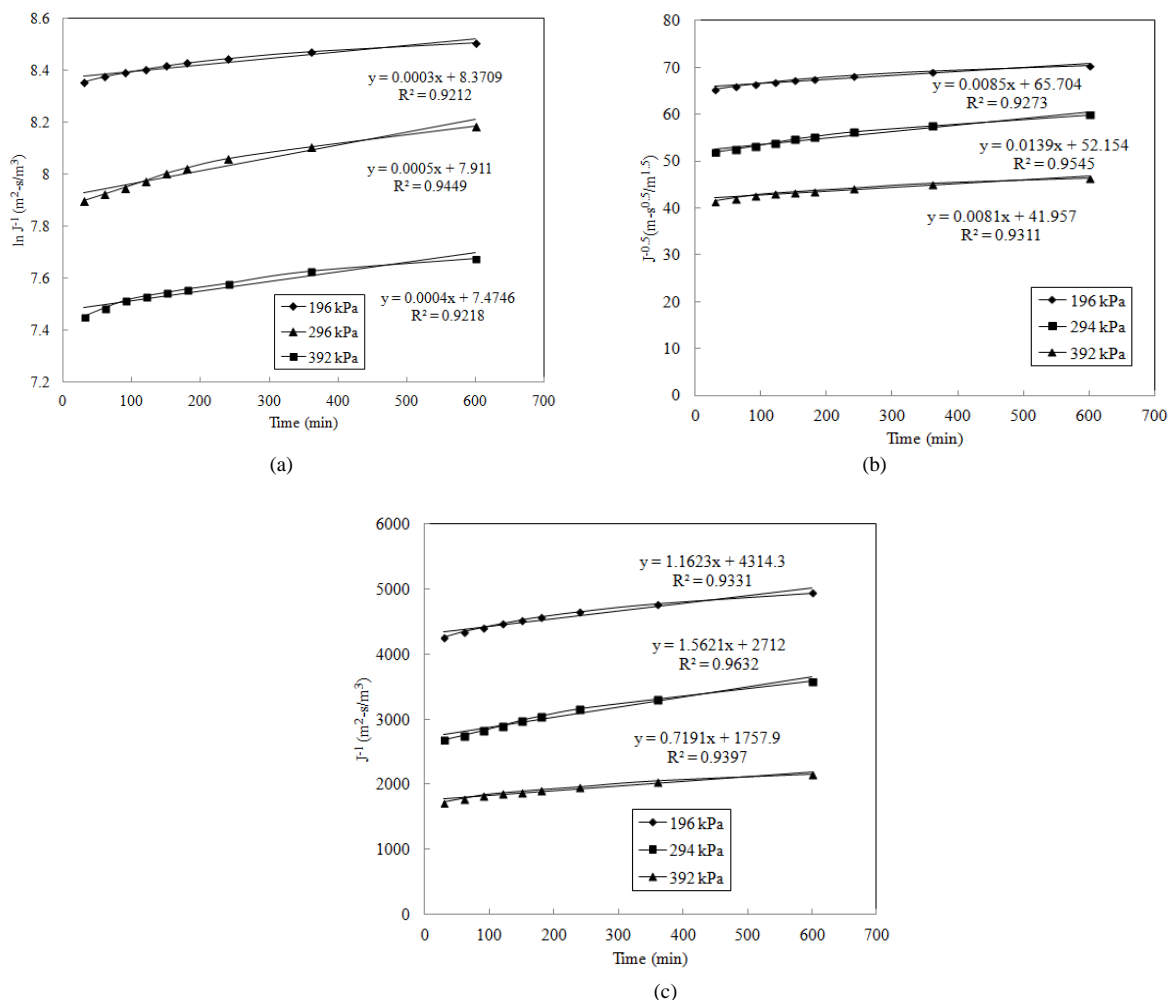 8.6
8.4
8.2
8
7.8
7.6
7.4
7.2
ln J-1 (m2-s/m3)
y = 0.0003x + 8.3709
R² = 0.9212
y = 0.0005x + 7.911
R² = 0.9449
y = 0.0004x + 7.4746
R² = 0.9218
196 kPa
296 kPa
392 kPa
0 100 200 300 400 500 600 700
Time (min)
(a)
80
70
60
50
40
30
20
10
0
J-0.5(m-s0.5/m1.5)
y = 0.0085x + 65.704
R² = 0.9273
y = 0.0139x + 52.154
R² = 0.9545
y = 0.0081x + 41.957
R² = 0.9311
196 kPa
294 kPa
392 kPa
0 100 200 300 400 500 600 700
Time (min)
(b)
6000
5000
4000
3000
2000
1000
0
J-1 (m2-s/m3)
y = 1.1623x + 4314.3
R² = 0.9331
y = 1.5621x + 2712
R² = 0.9632
y = 0.7191x + 1757.9
R² = 0.9397
196 kPa
294 kPa
392 kPa
0 100 200 300 400 500 600 700
Time (min)
(c)